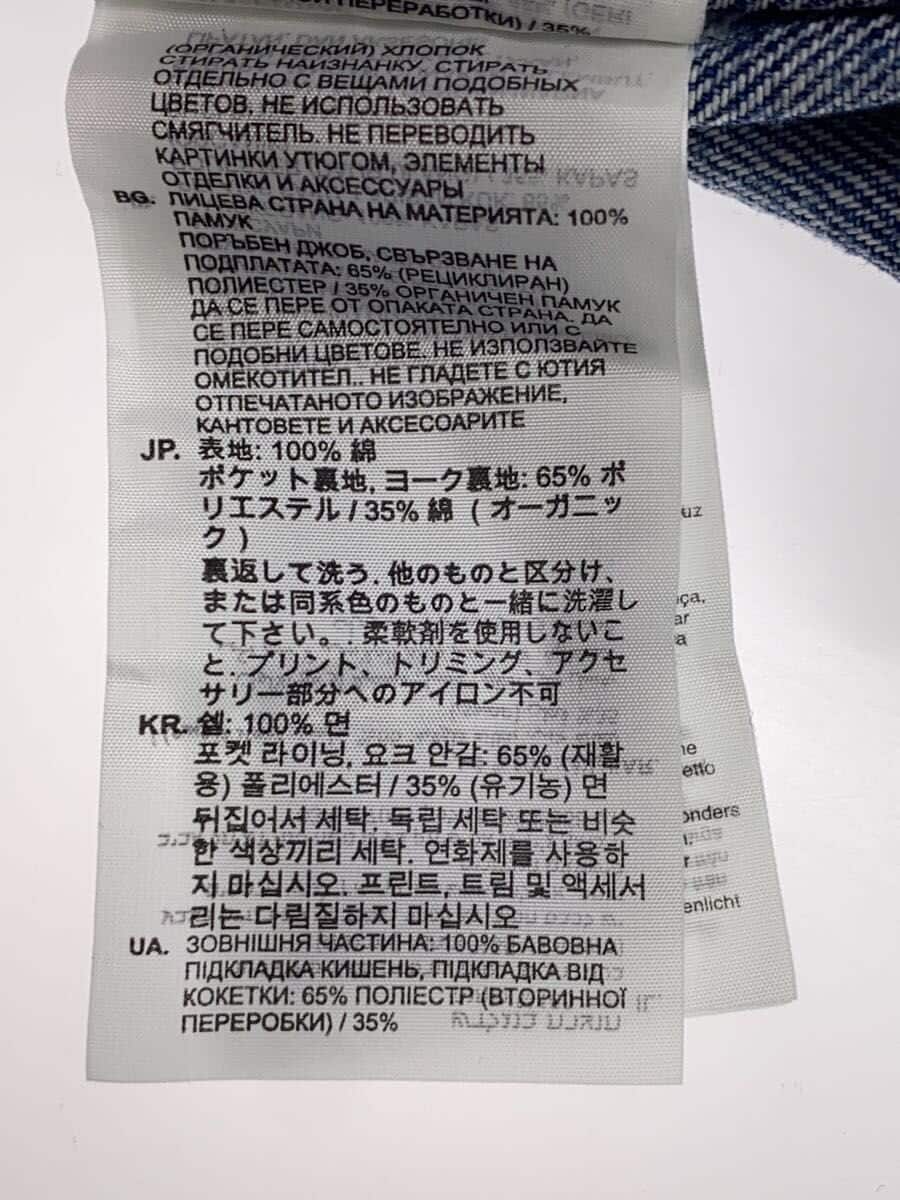 ПЕРЕРАБОТКИ) / 35%
(ОРГАНИЧЕСКИЙ) ХЛОПОК
СТИРАТЬ НАИЗНАНКУ. СТИРАТЬ
ОТДЕЛЬНО С ВЕЩАМИ ПОДОБНЫХ
ЦВЕТОВ. НЕ ИСПОЛЬЗОВАТЬ
СМЯГЧИТЕЛЬ. НЕ ПЕРЕВОДИТЬ
КАРТИНКИ УТЮГОМ, ЭЛЕМЕНТЫ
ОТДЕЛКИ И АКСЕССУАРЫ
BG. ЛИЦЕВА СТРАНА НА МАТЕРИЯТА: 100%
ПАМУК
ПОРЪБЕН ДЖОБ, СВЪРЗВАНЕ НА
ПОДПЛАТАТА: 65% (РЕЦИКЛИРАН)
ПОЛИЕСТЕР / 35% ОРГАНИЧЕН ПАМУК
ДА СЕ ПЕРЕ ОТ ОПАКАТА СТРАНА. ДА
СЕ ПЕРЕ САМОСТОЯТЕЛНО ИЛИ С
ПОДОБНИ ЦВЕТОВЕ. НЕ ИЗПОЛЗВАЙТЕ
ОМЕКОТИТЕЛ.. НЕ ГЛАДЕТЕ С ЮТИЯ
ОТПЕЧАТАНОТО ИЗОБРАЖЕНИЕ,
КАНТОВЕТЕ И АКСЕСОАРИТЕ
JP. 表地: 100% 綿
ポケット裏地, ヨーク裏地: 65% ポ
リエステル / 35% 綿 ( オーガニッ
ク )
裏返して洗う. 他のものと区分け、
または同系色のものと一緒に洗濯し
て下さい。. 柔軟剤を使用しないこ
と. プリント、トリミング、アクセ
サリー部分へのアイロン不可
KR. 쉘: 100% 면
포켓 라이닝, 요크 안감: 65% (재활
용) 폴리에스터 / 35% (유기농) 면
뒤집어서 세탁. 독립 세탁 또는 비슷
한 색상끼리 세탁. 연화제를 사용하
지 마십시오. 프린트, 트림 및 액세서
리는 다림질하지 마십시오
UA. ЗОВНІШНЯ ЧАСТИНА: 100% БАВОВНА
ПІДКЛАДКА КИШЕНЬ, ПІДКЛАДКА ВІД
КОКЕТКИ: 65% ПОЛІЕСТР (ВТОРИННОЇ
ПЕРЕРОБКИ) / 35%